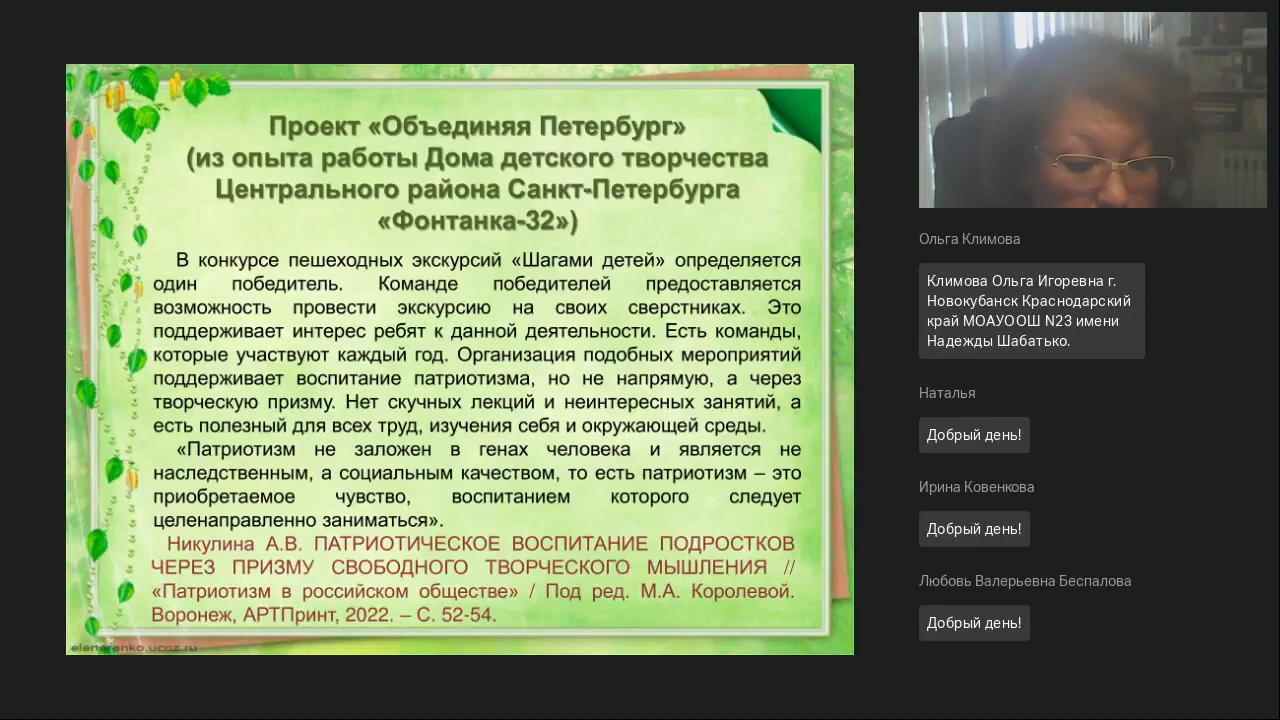 Проект «Объединяя Петербург»
(из опыта работы Дома детского творчества
Центрального района Санкт-Петербурга
«Фонтанка-32»)
В конкурсе пешеходных экскурсий «Шагами детей» определяется
один победитель. Команде победителей предоставляется
возможность провести экскурсию на своих сверстниках. Это
поддерживает интерес ребят к данной деятельности. Есть команды,
которые участвуют каждый год. Организация подобных мероприятий
поддерживает воспитание патриотизма, но не напрямую, а через
творческую призму. Нет скучных лекций и неинтересных занятий, а
есть полезный для всех труд, изучения себя и окружающей среды.
«Патриотизм не заложен в генах человека и является не
наследственным, а социальным качеством, то есть патриотизм – это
приобретаемое чувство, воспитанием которого следует
целенаправленно заниматься».
Никулина А.В. ПАТРИОТИЧЕСКОЕ ВОСПИТАНИЕ ПОДРОСТКОВ
ЧЕРЕЗ ПРИЗМУ СВОБОДНОГО ТВОРЧЕСКОГО МЫШЛЕНИЯ //
«Патриотизм в российском обществе» / Под ред. М.А. Королевой.
Воронеж, АРТПринт, 2022. – С. 52-54.
elenaranko.ucoz.ru
Ольга Климова
Климова Ольга Игоревна г.
Новокубанск Краснодарский
край МОАУООШ N23 имени
Надежды Шабатько.
Наталья
Добрый день!
Ирина Ковенкова
Добрый день!
Любовь Валерьевна Беспалова
Добрый день!